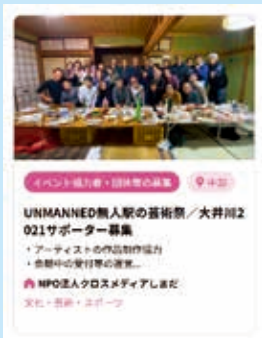 イベント協力者・団体等の募集
中部
UNMANNED無人駅の芸術祭／大井川2
021サポーター募集
・アーティストの作品制作協力
・会期中の受付等の運営...
NPO法人クロスメディアしまだ
文化・芸術・スポーツ